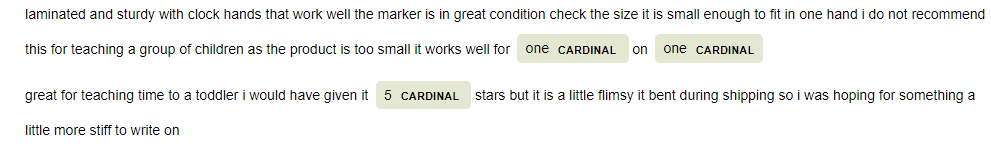 laminated and sturdy with clock hands that work well the marker is in great condition check the size it is small enough to fit in one hand i do not recommend
this for teaching a group of children as the product is too small it works well for one CARDINAL on one CARDINAL
great for teaching time to a toddler i would have given it 5 CARDINAL stars but it is a little flimsy it bent during shipping so i was hoping for something a
little more stiff to write on